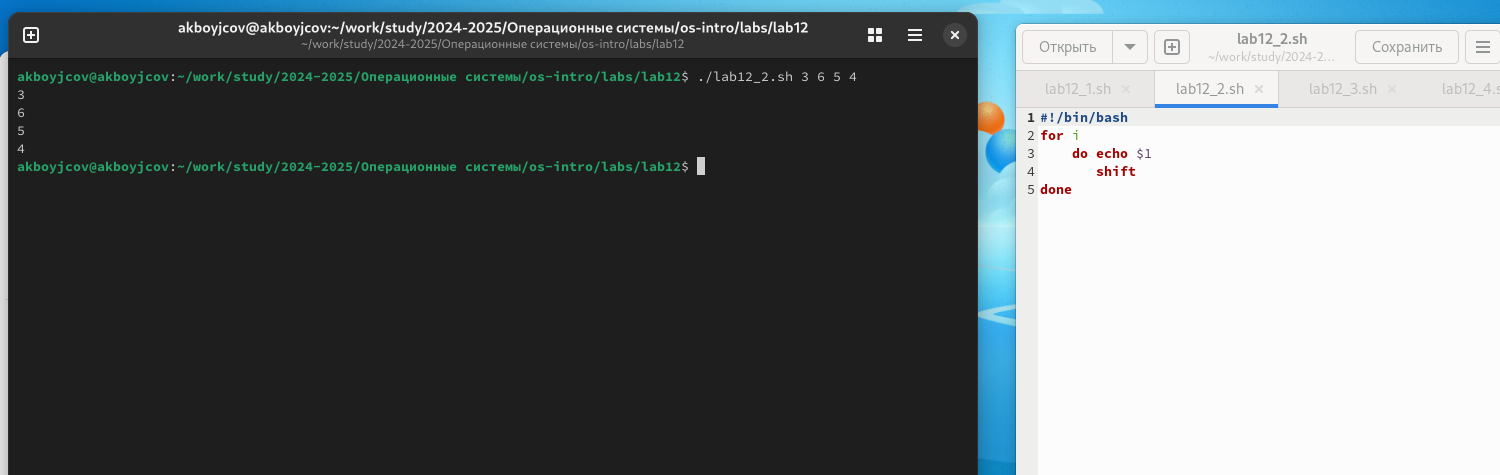 akboyjcov@akboyjcov:~/work/study/2024-2025/Операционные системы/os-intro/labs/lab12
~/work/study/2024-2025/Операционные системы/os-intro/labs/lab12
akboyjcov@akboyjcov:~/work/study/2024-2025/Операционные системы/os-intro/labs/lab12$ ./lab12_2.sh 3 6 5 4
3
6
5
4
akboyjcov@akboyjcov:~/work/study/2024-2025/Операционные системы/os-intro/labs/lab12$
Открыть
lab12_2.sh
~/work/study/2024-2...
Сохранить
lab12_1.sh
lab12_2.sh
lab12_3.sh
lab12_4.s
1 #!/bin/bash
2 for i
3     do echo $1
4        shift
5 done